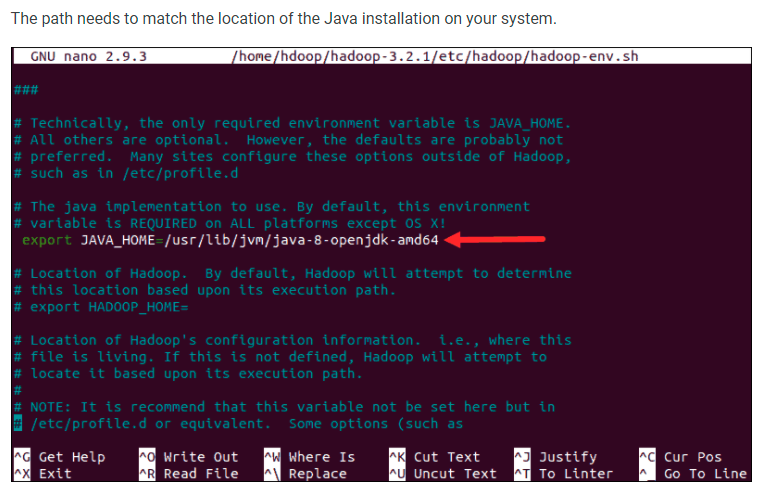 The path needs to match the location of the Java installation on your system.
GNU nano 2.9.3 /home/hdoop/hadoop-3.2.1/etc/hadoop/hadoop-env.sh
###
# Technically, the only required environment variable is JAVA_HOME.
# All others are optional.  However, the defaults are probably not
# preferred.  Many sites configure these options outside of Hadoop,
# such as in /etc/profile.d
# The java implementation to use. By default, this environment
# variable is REQUIRED on ALL platforms except OS X!
export JAVA_HOME=/usr/lib/jvm/java-8-openjdk-amd64
# Location of Hadoop.  By default, Hadoop will attempt to determine
# this location based upon its execution path.
# export HADOOP_HOME=
# Location of Hadoop's configuration information.  i.e., where this
# file is living. If this is not defined, Hadoop will attempt to
# locate it based upon its execution path.
#
# NOTE: It is recommend that this variable not be set here but in
# /etc/profile.d or equivalent.  Some options (such as
^G Get Help ^O Write Out ^W Where Is ^K Cut Text ^J Justify ^C Cur Pos
^X Exit ^R Read File ^\ Replace ^U Uncut Text ^T To Linter ^_ Go To Line